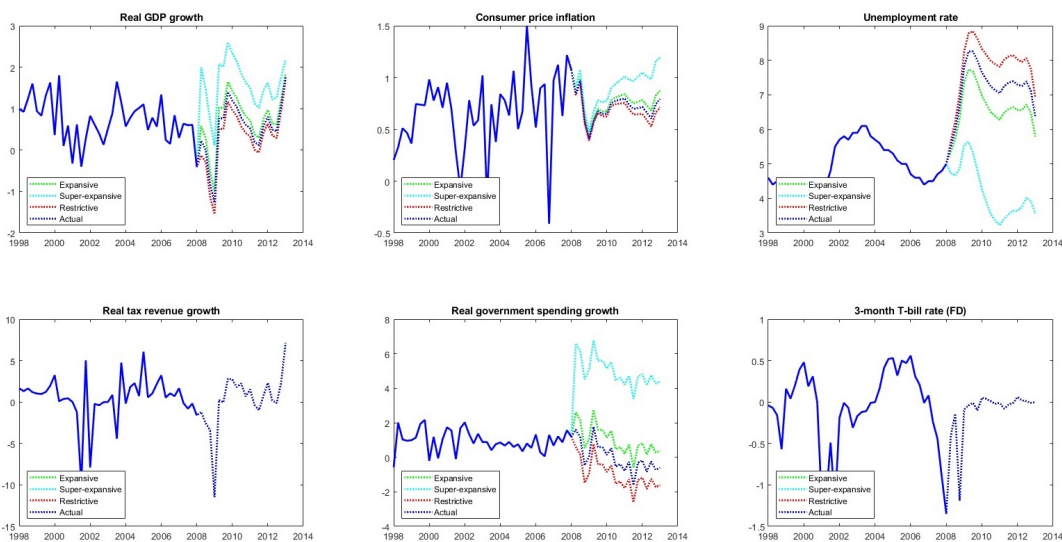 Real GDP growth
3
2
1
0
-1
-2
Expansive
Super-expansive
Restrictive
Actual
1998 2000 2002 2004 2006 2008 2010 2012 2014
Consumer price inflation
1.5
1
0.5
0
-0.5
Expansive
Super-expansive
Restrictive
Actual
1998 2000 2002 2004 2006 2008 2010 2012 2014
Unemployment rate
9
8
7
6
5
4
3
Expansive
Super-expansive
Restrictive
Actual
1998 2000 2002 2004 2006 2008 2010 2012 2014
Real tax revenue growth
10
5
0
-5
-10
-15
Expansive
Super-expansive
Restrictive
Actual
1998 2000 2002 2004 2006 2008 2010 2012 2014
Real government spending growth
8
6
4
2
0
-2
-4
Expansive
Super-expansive
Restrictive
Actual
1998 2000 2002 2004 2006 2008 2010 2012 2014
3-month T-bill rate (FD)
1
0.5
0
-0.5
-1
-1.5
Expansive
Super-expansive
Restrictive
Actual
1998 2000 2002 2004 2006 2008 2010 2012 2014